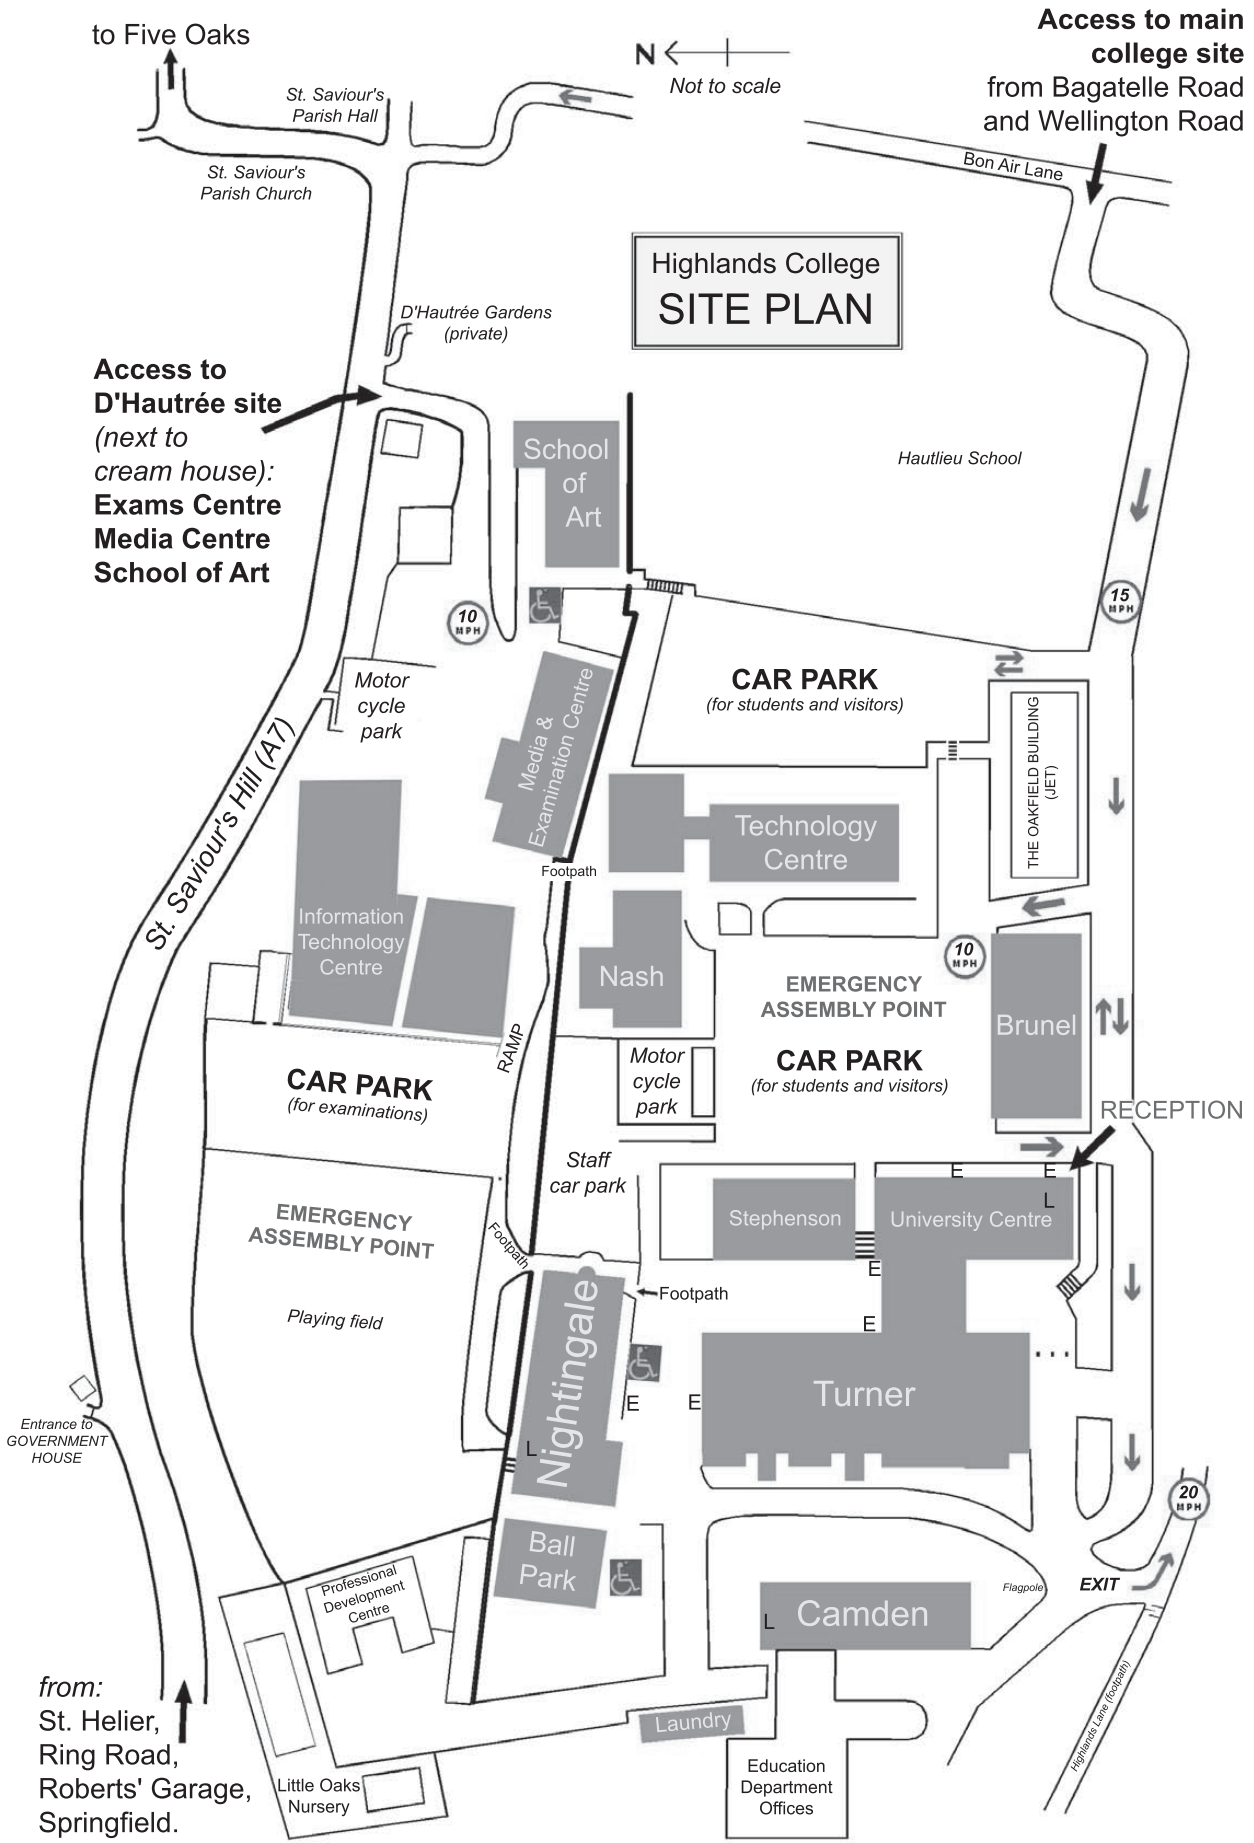 to Five Oaks
N
Not to scale
Access to main
college site
from Bagatelle Road
and Wellington Road
St. Saviour's
Parish Hall
St. Saviour's
Parish Church
Bon Air Lane
Highlands College
SITE PLAN
D'Hautrée Gardens
(private)
Access to
D'Hautrée site
(next to
cream house):
Exams Centre
Media Centre
School of Art
School
of
Art
Hautlieu School
10
MPH
15
MPH
Motor
cycle
park
CAR PARK
(for students and visitors)
Media &
Examination Centre
THE OAKFIELD BUILDING
(JET)
St. Saviour's Hill (A7)
Technology
Centre
Footpath
Information
Technology
Centre
Nash
10
MPH
EMERGENCY
ASSEMBLY POINT
Brunel
RAMP
CAR PARK
(for examinations)
Motor
cycle
park
CAR PARK
(for students and visitors)
RECEPTION
Staff
car park
E
E
L
EMERGENCY
ASSEMBLY POINT
Stephenson
University Centre
Footpath
E
Footpath
Playing field
E
Nightingale
Turner
E
E
L
Entrance to
GOVERNMENT
HOUSE
20
MPH
Ball
Park
Professional
Development
Centre
Flagpole
EXIT
L
Camden
Highlands Lane (footpath)
from:
St. Helier,
Ring Road,
Roberts' Garage,
Springfield.
Laundry
Little Oaks
Nursery
Education
Department
Offices